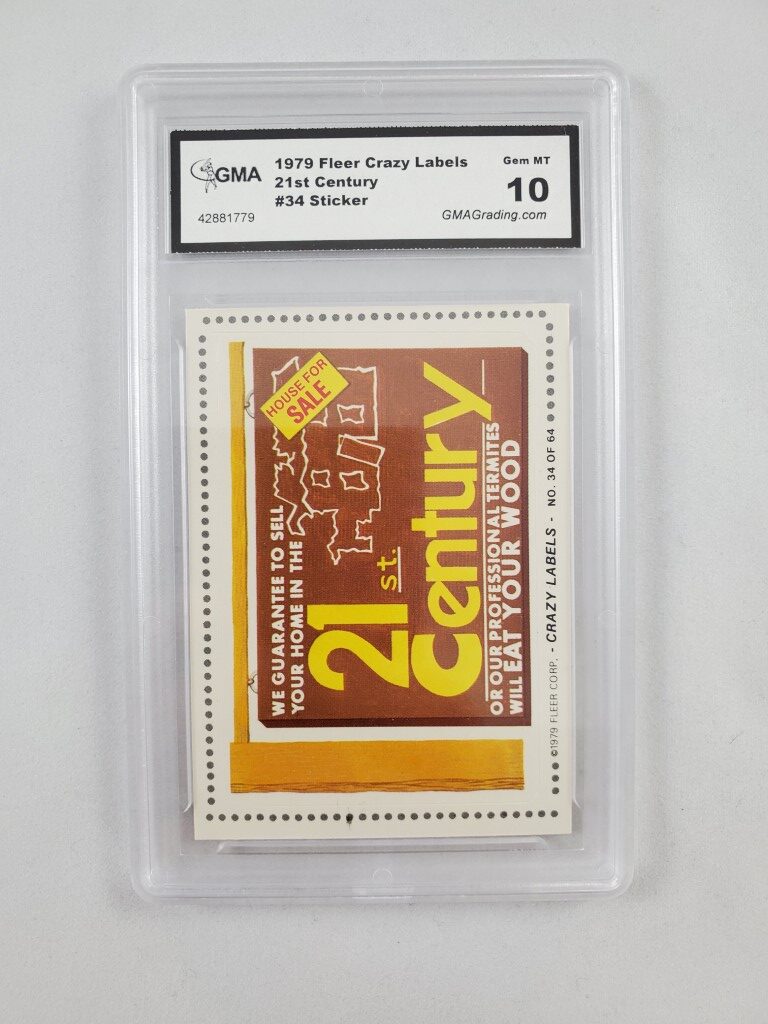 GMA
1979 Fleer Crazy Labels
21st Century
#34 Sticker
42881779
Gem MT
10
GMAGrading.com
HOUSE FOR
SALE
WE GUARANTEE TO SELL
YOUR HOME IN THE
21st.
century
OR OUR PROFESSIONAL TERMITES
WILL EAT YOUR WOOD
©1979 FLEER CORP. - CRAZY LABELS - NO. 34 OF 64